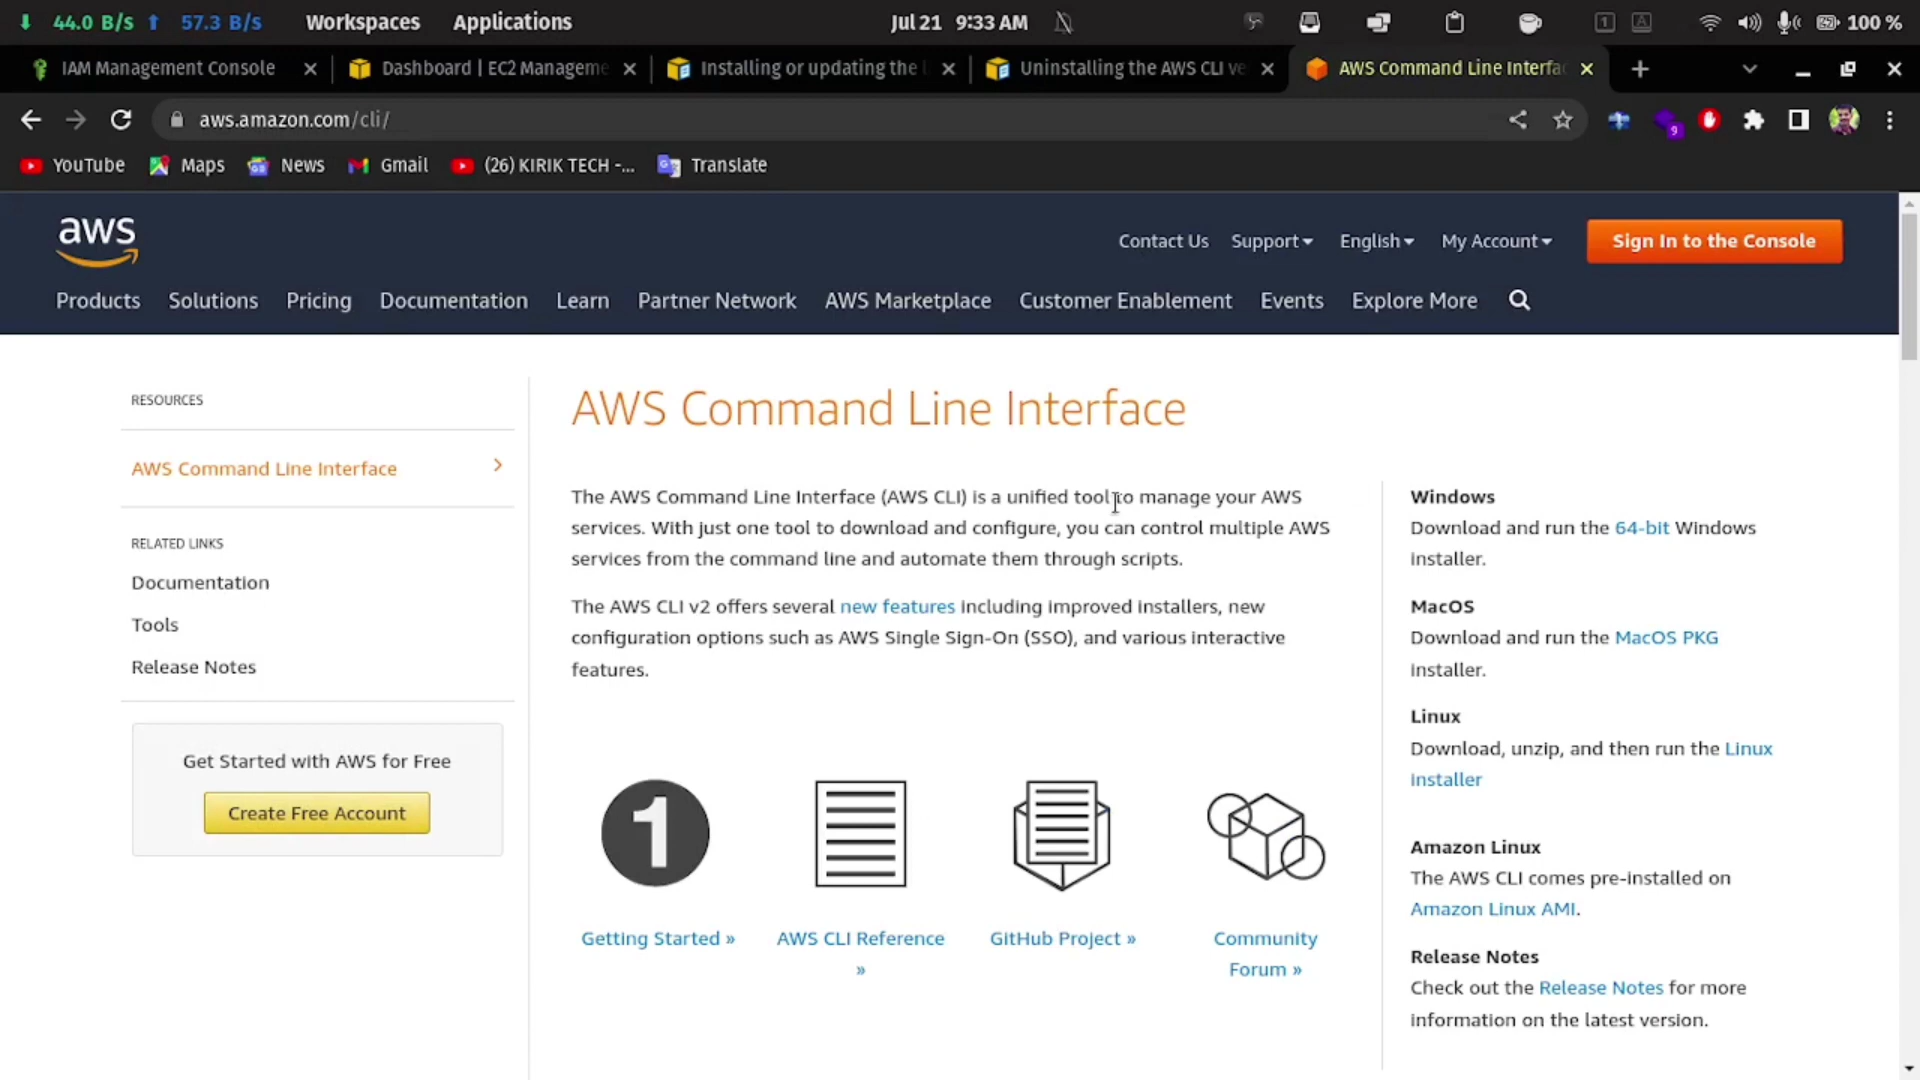 44.0 B/s 57.3 B/s Workspaces Applications Jul 21 9:33 AM 1 A 100 %
IAM Management Console Dashboard | EC2 Manageme Installing or updating the l Uninstalling the AWS CLI ve AWS Command Line Interfac
aws.amazon.com/cli/ 9
YouTube Maps News Gmail (26) KIRIK TECH -... Translate
aws
Contact Us Support English My Account Sign In to the Console
Products Solutions Pricing Documentation Learn Partner Network AWS Marketplace Customer Enablement Events Explore More
RESOURCES
AWS Command Line Interface
RELATED LINKS
Documentation
Tools
Release Notes
Get Started with AWS for Free
Create Free Account
AWS Command Line Interface
The AWS Command Line Interface (AWS CLI) is a unified tool to manage your AWS
services. With just one tool to download and configure, you can control multiple AWS
services from the command line and automate them through scripts.
The AWS CLI v2 offers several new features including improved installers, new
configuration options such as AWS Single Sign-On (SSO), and various interactive
features.
1
Getting Started »
AWS CLI Reference
»
GitHub Project »
Community
Forum »
Windows
Download and run the 64-bit Windows
installer.
MacOS
Download and run the MacOS PKG
installer.
Linux
Download, unzip, and then run the Linux
installer
Amazon Linux
The AWS CLI comes pre-installed on
Amazon Linux AMI.
Release Notes
Check out the Release Notes for more
information on the latest version.